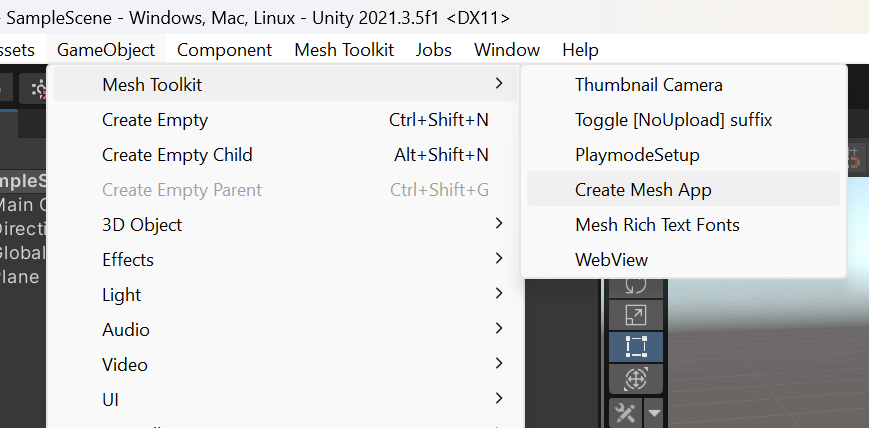 - SampleScene - Windows, Mac, Linux - Unity 2021.3.5f1 <DX11>
ssets GameObject Component Mesh Toolkit Jobs Window Help
Mesh Toolkit
Create Empty Ctrl+Shift+N
Create Empty Child Alt+Shift+N
Create Empty Parent Ctrl+Shift+G
3D Object
Effects
Light
Audio
Video
UI
Thumbnail Camera
Toggle [NoUpload] suffix
PlaymodeSetup
Create Mesh App
Mesh Rich Text Fonts
WebView
mpleS
Main C
Directi
Global
Plane